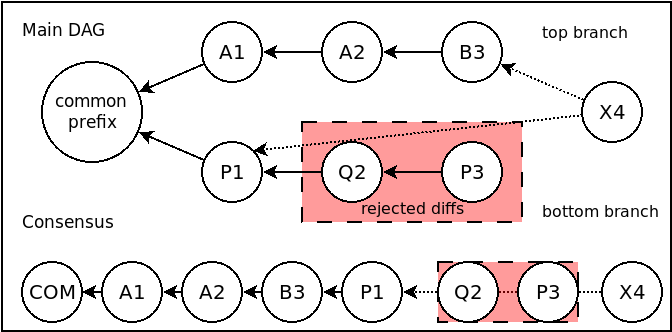 Main DAG
top branch
A1
A2
B3
common
prefix
X4
P1
Q2
P3
rejected diffs
bottom branch
Consensus
COM
A1
A2
B3
P1
Q2
P3
X4